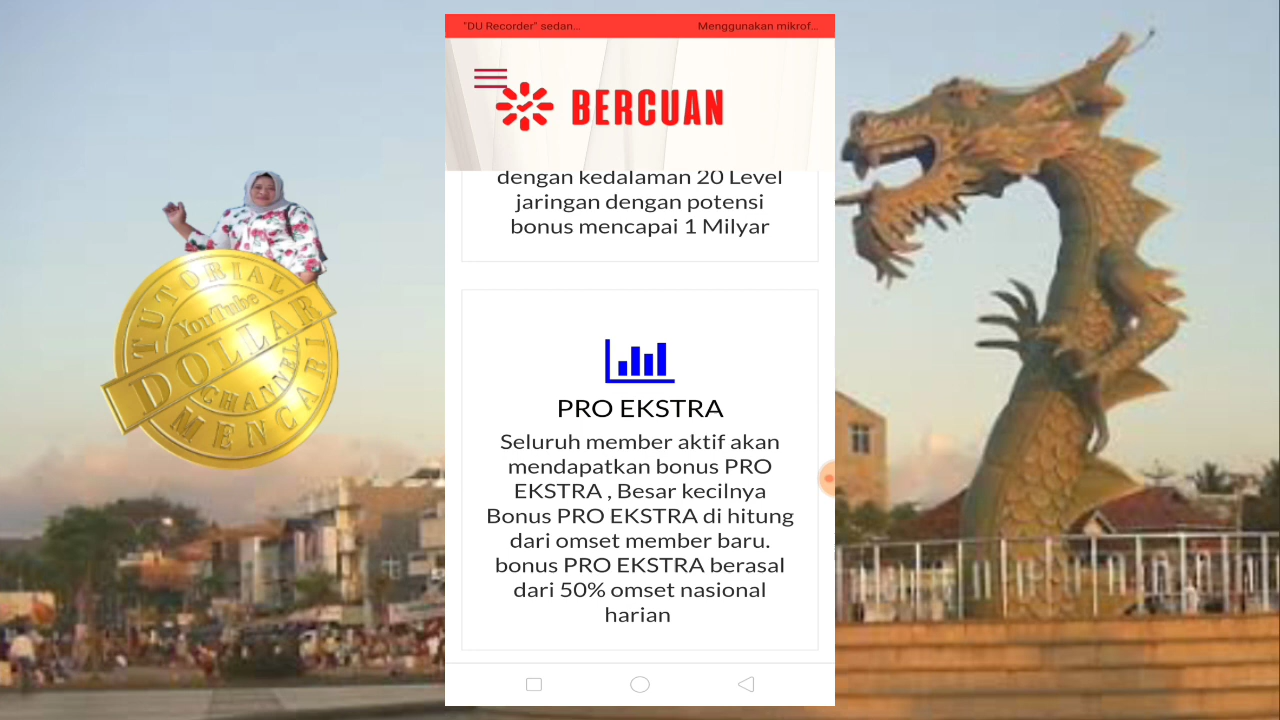 "DU Recorder" sedan...
Menggunakan mikrof...
BERCUAN
dengan kedalaman 20 Level
jaringan dengan potensi
bonus mencapai 1 Milyar
PRO EKSTRA
Seluruh member aktif akan
mendapatkan bonus PRO
EKSTRA , Besar kecilnya
Bonus PRO EKSTRA di hitung
dari omset member baru.
bonus PRO EKSTRA berasal
dari 50% omset nasional
harian
TUTORIAL
YouTube
DOLLAR
CHANNEL
MENCARI